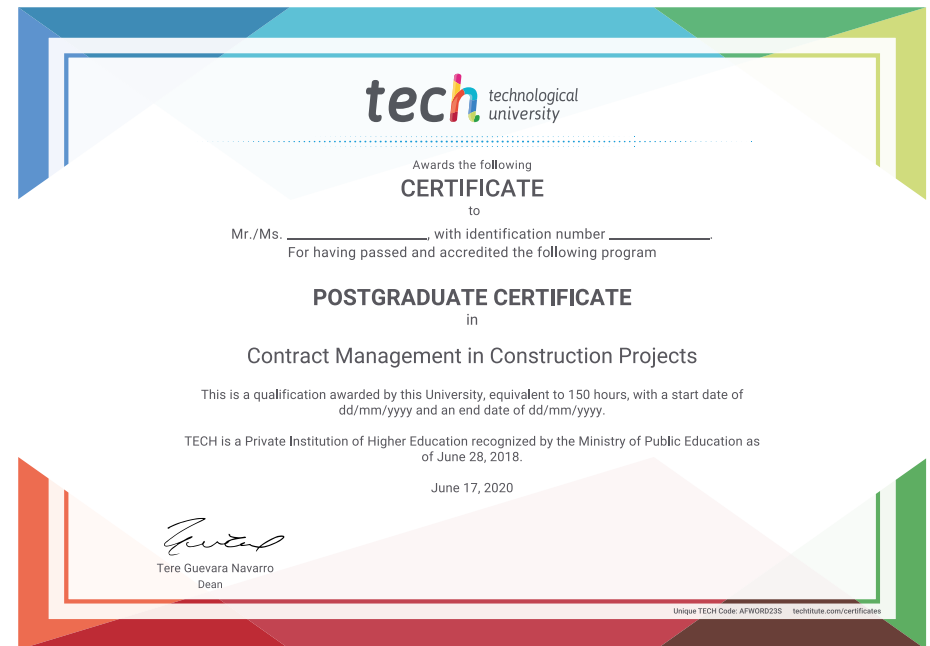 tech technological
university
Awards the following
CERTIFICATE
to
Mr./Ms. ____________________, with identification number ______________.
For having passed and accredited the following program
POSTGRADUATE CERTIFICATE
in
Contract Management in Construction Projects
This is a qualification awarded by this University, equivalent to 150 hours, with a start date of
dd/mm/yyyy and an end date of dd/mm/yyyy.
TECH is a Private Institution of Higher Education recognized by the Ministry of Public Education as
of June 28, 2018.
June 17, 2020
Tere Guevara Navarro
Dean
Unique TECH Code: AFWORD23S techtitute.com/certificates